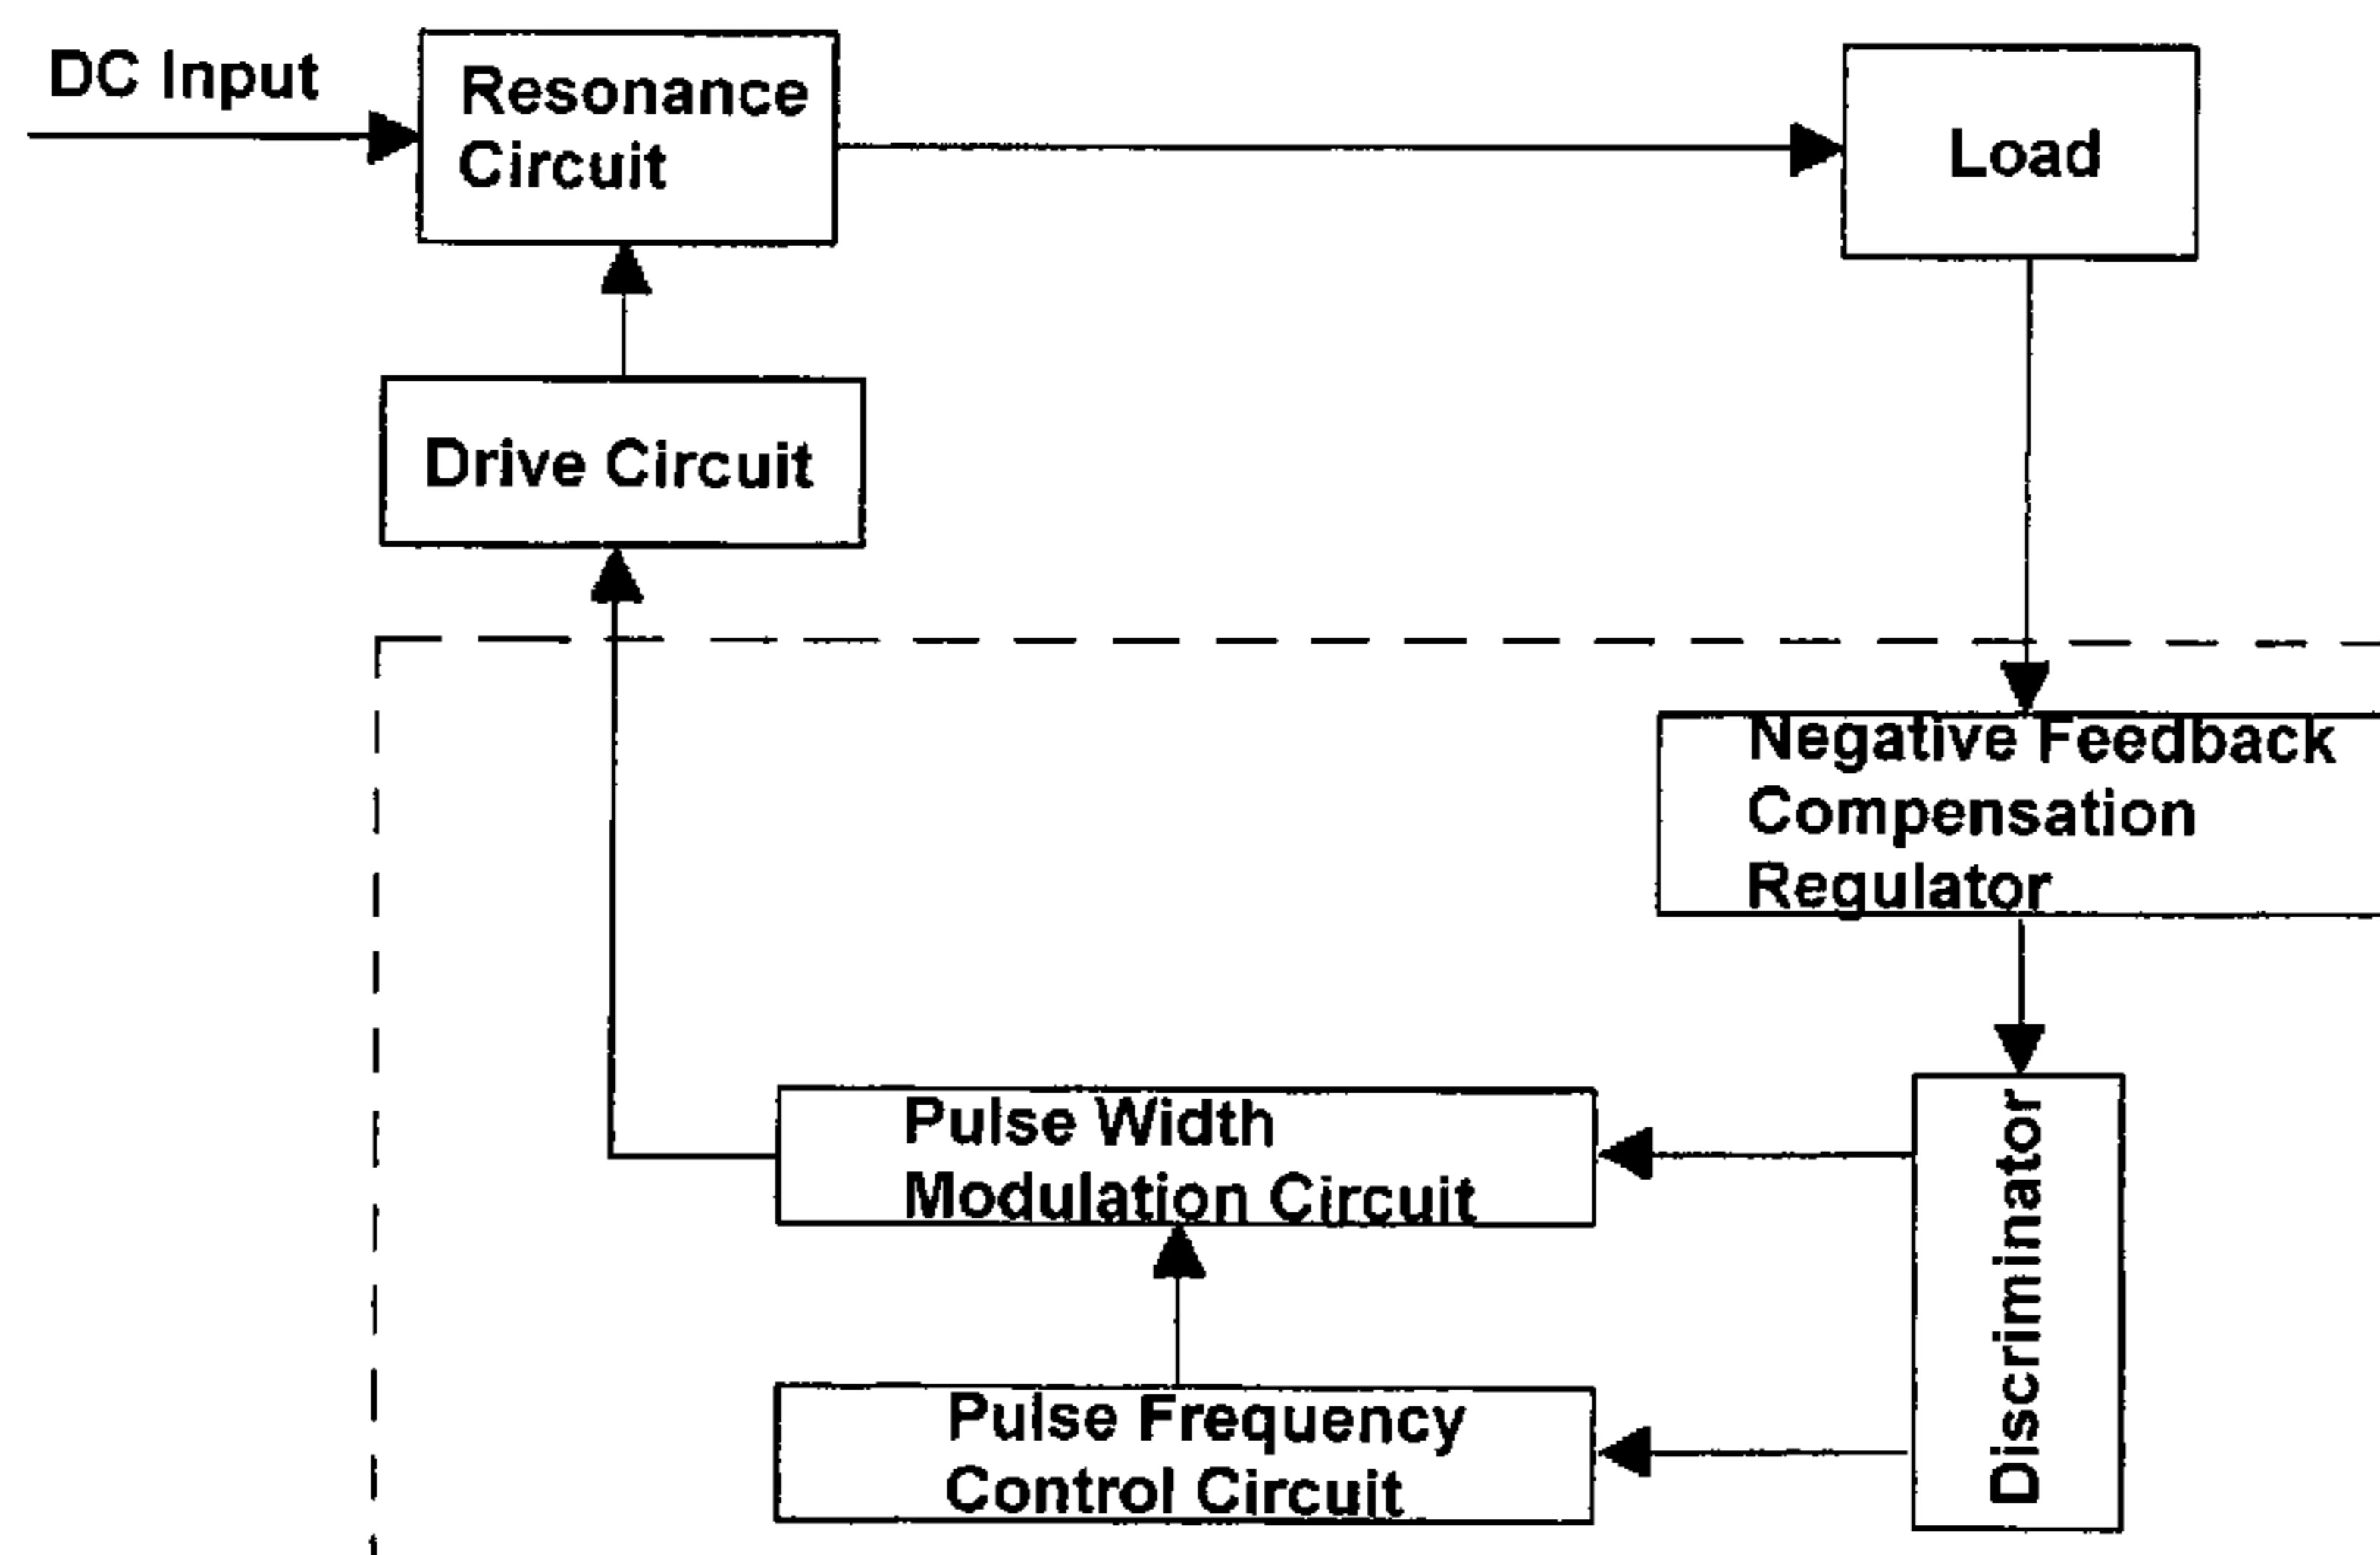 DC Input
Resonance
Circuit
Load
Drive Circuit
Negative Feedback
Compensation
Regulator
Pulse Width
Modulation Circuit
Discriminator
Pulse Frequency
Control Circuit